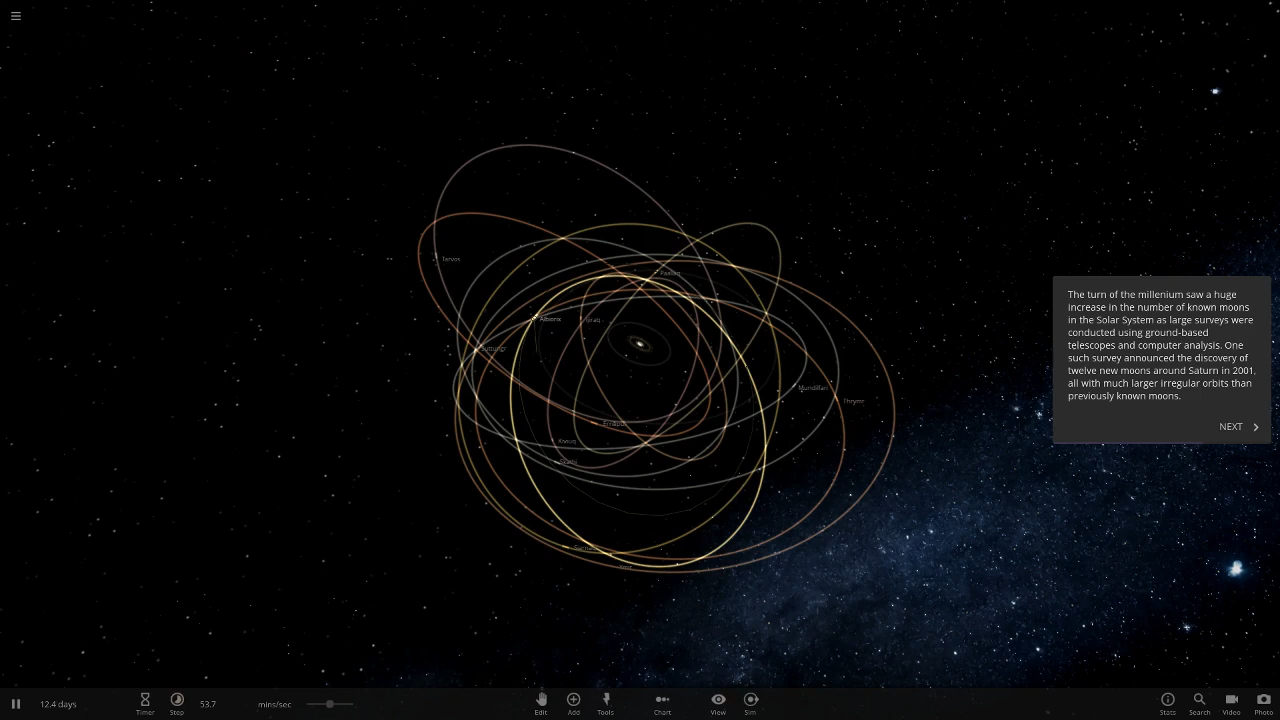 Tarvos
Paaliaq
Albiorix
Ijiraq
Suttungr
Mundilfari
Thrymr
Erriapus
Kiviuq
Skathi
Ymir
The turn of the millenium saw a huge
increase in the number of known moons
in the Solar System as large surveys were
conducted using ground-based
telescopes and computer analysis. One
such survey announced the discovery of
twelve new moons around Saturn in 2001,
all with much larger irregular orbits than
previously known moons.
NEXT
12.4 days
Timer
Step
53.7
mins/sec
Edit
Add
Tools
Chart
View
Sim
Stats
Search
Video
Photo